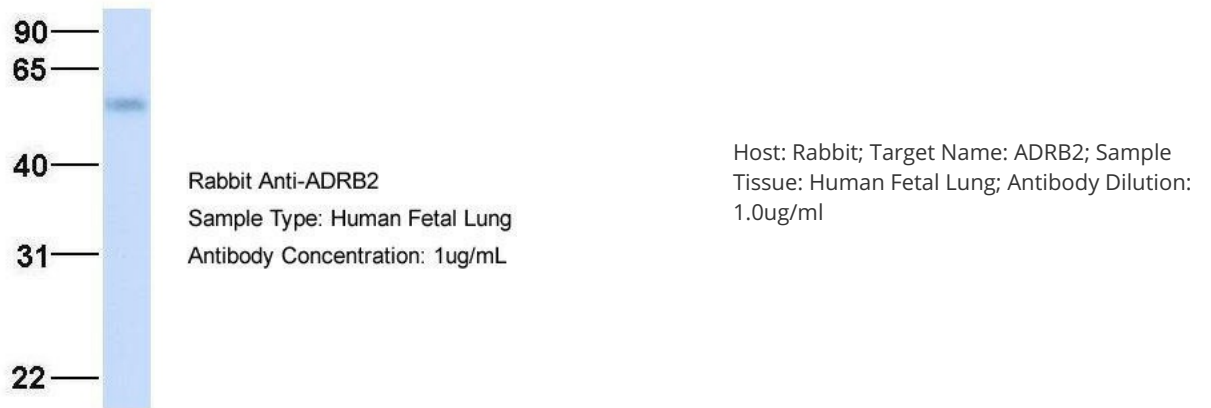 90
65
40
31
22
Rabbit Anti-ADRB2
Sample Type: Human Fetal Lung
Antibody Concentration: 1ug/mL
Host: Rabbit; Target Name: ADRB2; Sample
Tissue: Human Fetal Lung; Antibody Dilution:
1.0ug/ml